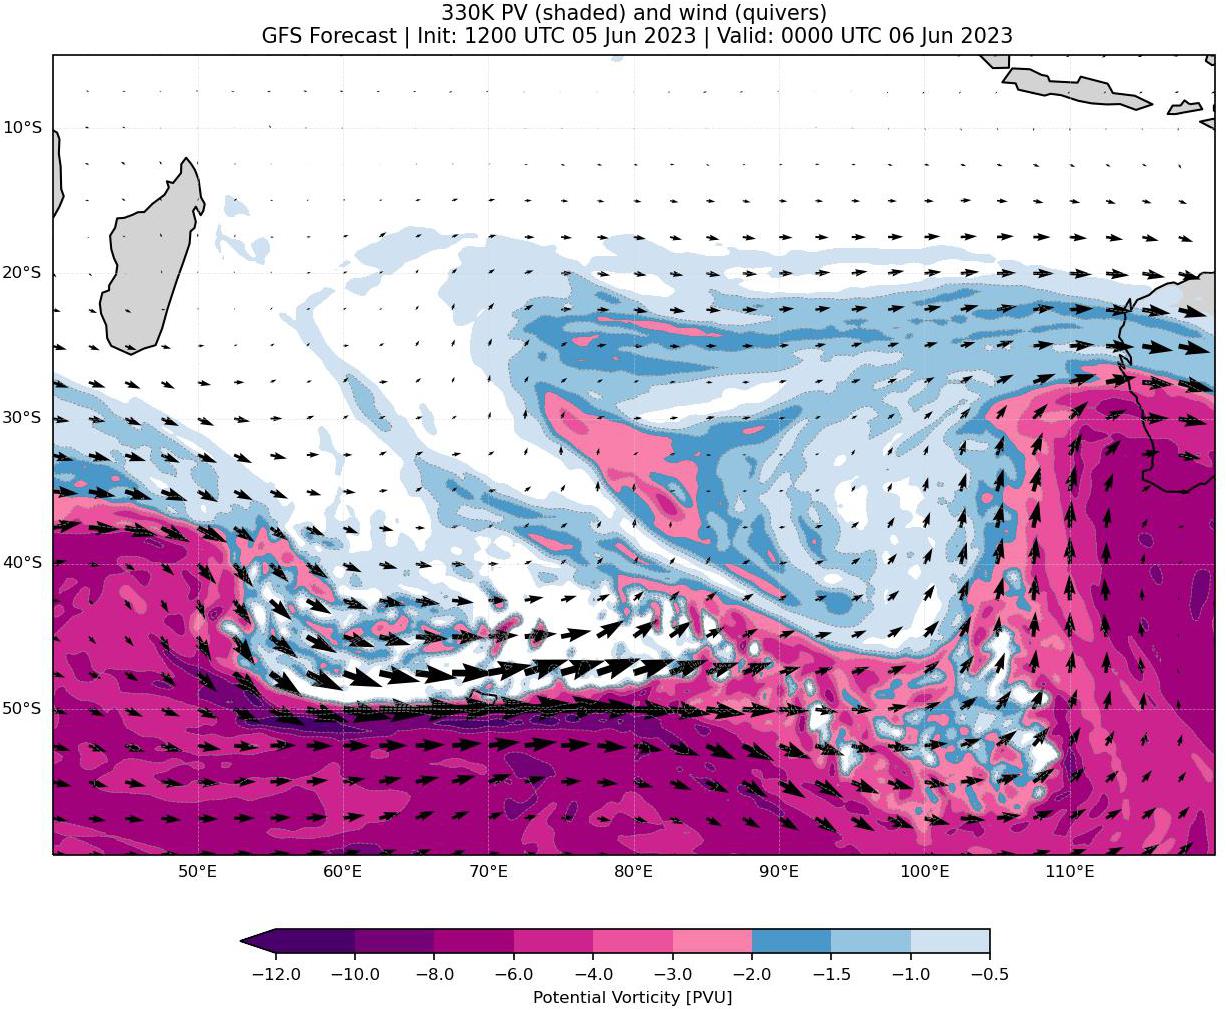 330K PV (shaded) and wind (quivers)
GFS Forecast | Init: 1200 UTC 05 Jun 2023 | Valid: 0000 UTC 06 Jun 2023
10°S
20°S
30°S
40°S
50°S
50°E 60°E 70°E 80°E 90°E 100°E 110°E
−12.0 −10.0 −8.0 −6.0 −4.0 −3.0 −2.0 −1.5 −1.0 −0.5
Potential Vorticity [PVU]